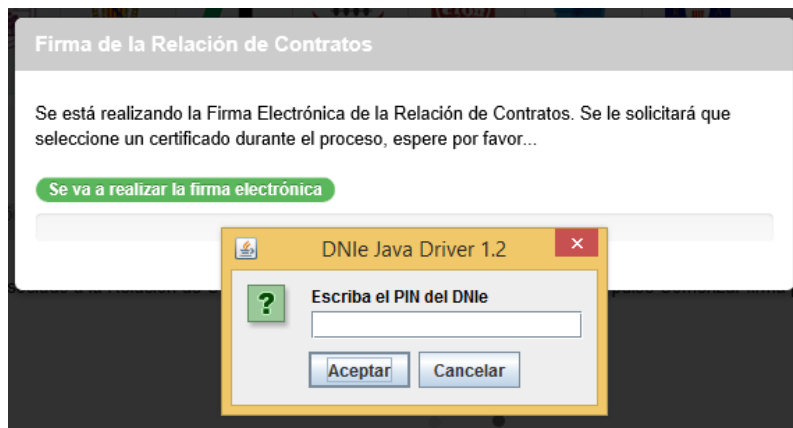 Firma de la Relación de Contratos
Se está realizando la Firma Electrónica de la Relación de Contratos. Se le solicitará que
seleccione un certificado durante el proceso, espere por favor...
Se va a realizar la firma electrónica
DNIe Java Driver 1.2
Escriba el PIN del DNIe
Aceptar
Cancelar